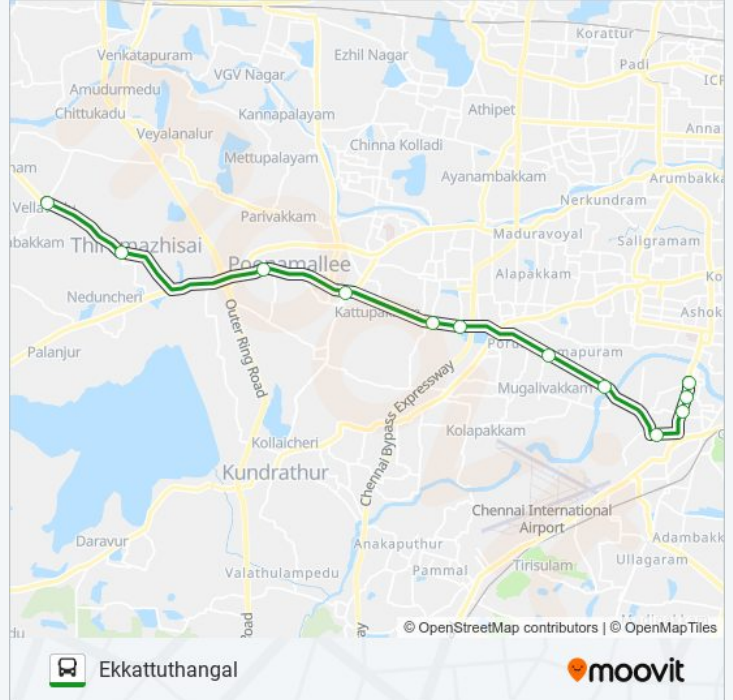 Korattur
Venkatapuram
Ezhil Nagar
Padi
VGV Nagar
Amudurmedu
Chittukadu
Kannapalayam
Athipet
Veyalanalur
Anna
Chinna Kolladi
Mettupalayam
Ayanambakkam
Arumbakka
Nerkundram
Parivakkam
Maduravoyal
Saligramam
Poonamallee
Alapakkam
Neduncheri
Ashok
Outer Ring Road
Palanjur
Mugalivakkam
Chennai Bypass Expressway
Kolapakkam
Kollaicheri
Kundrathur
Chennai International
Airport
Daravur
Anakaputhur
Adambakk
Ullagaram
Tirisulam
Pammal
Valathulampedu
© OpenStreetMap contributors | © OpenMapTiles
Ekkattuthangal
moovit